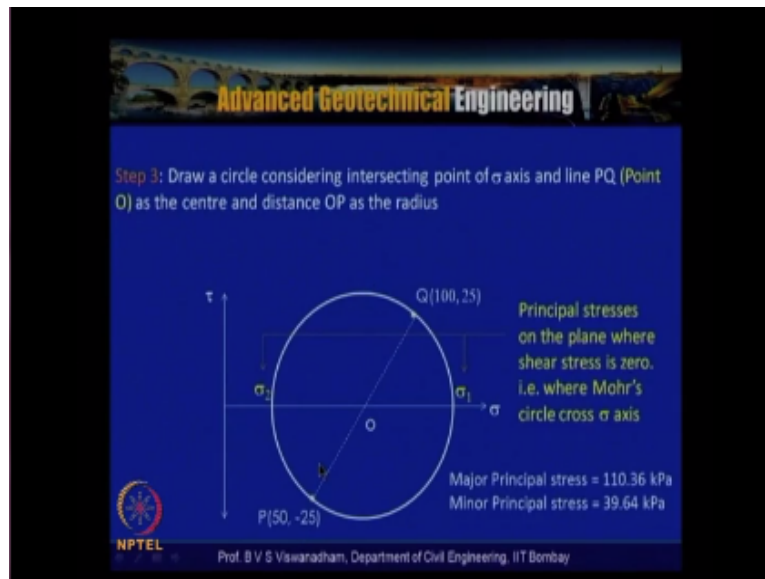 Advanced Geotechnical Engineering
Step 3: Draw a circle considering intersecting point of σ axis and line PQ (Point
O) as the centre and distance OP as the radius
τ
Q(100,25)
Principal stresses
on the plane where
shear stress is zero.
i.e. where Mohr's
circle cross σ axis
σ₂
σ₁
σ
O
Major Principal stress = 110.36 kPa
Minor Principal stress = 39.64 kPa
P(50, -25)
NPTEL
Prof. B V S Viswanadham, Department of Civil Engineering, IIT Bombay